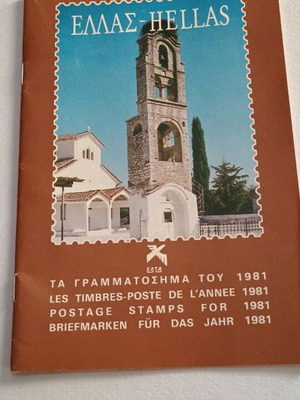 ΕΛΛΑΣ-HELLAS
ΕΛΤΑ
ΤΑ ΓΡΑΜΜΑΤΟΣΗΜΑ ΤΟΥ 1981
LES TIMBRES-POSTE DE L'ANNEE 1981
POSTAGE STAMPS FOR 1981
BRIEFMARKEN FÜR DAS JAHR 1981